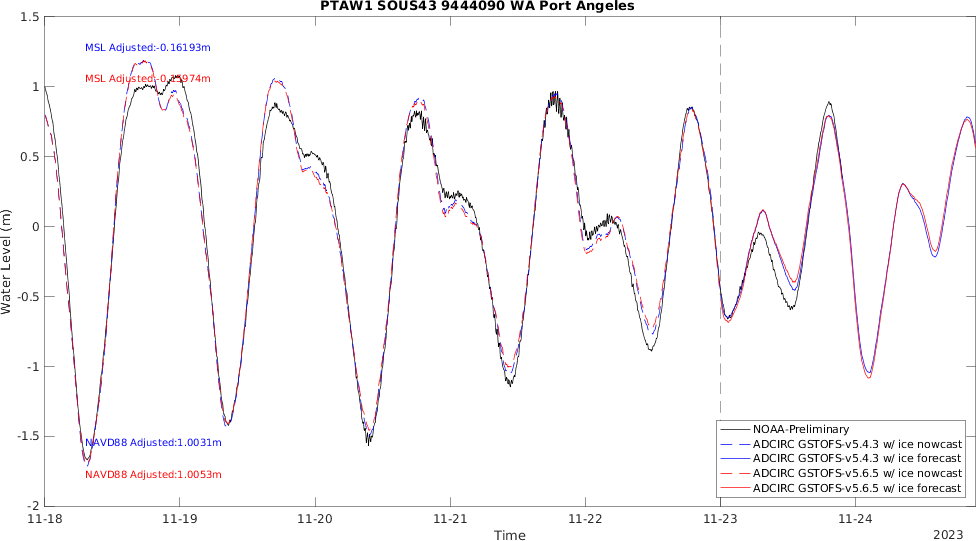 PTAW1 SOUS43 9444090 WA Port Angeles
1.5
1
0.5
0
-0.5
-1
-1.5
-2
Water Level (m)
MSL Adjusted:-0.16193m
MSL Adjusted
NAVD88 Adjusted:1.0031m
NAVD88 Adjusted:1.0053m
NOAA-Preliminary
ADCIRC GSTOFS-v5.4.3 w/ ice nowcast
ADCIRC GSTOFS-v5.4.3 w/ ice forecast
ADCIRC GSTOFS-v5.6.5 w/ ice nowcast
ADCIRC GSTOFS-v5.6.5 w/ ice forecast
11-18 11-19 11-20 11-21 11-22 11-23 11-24
Time
2023